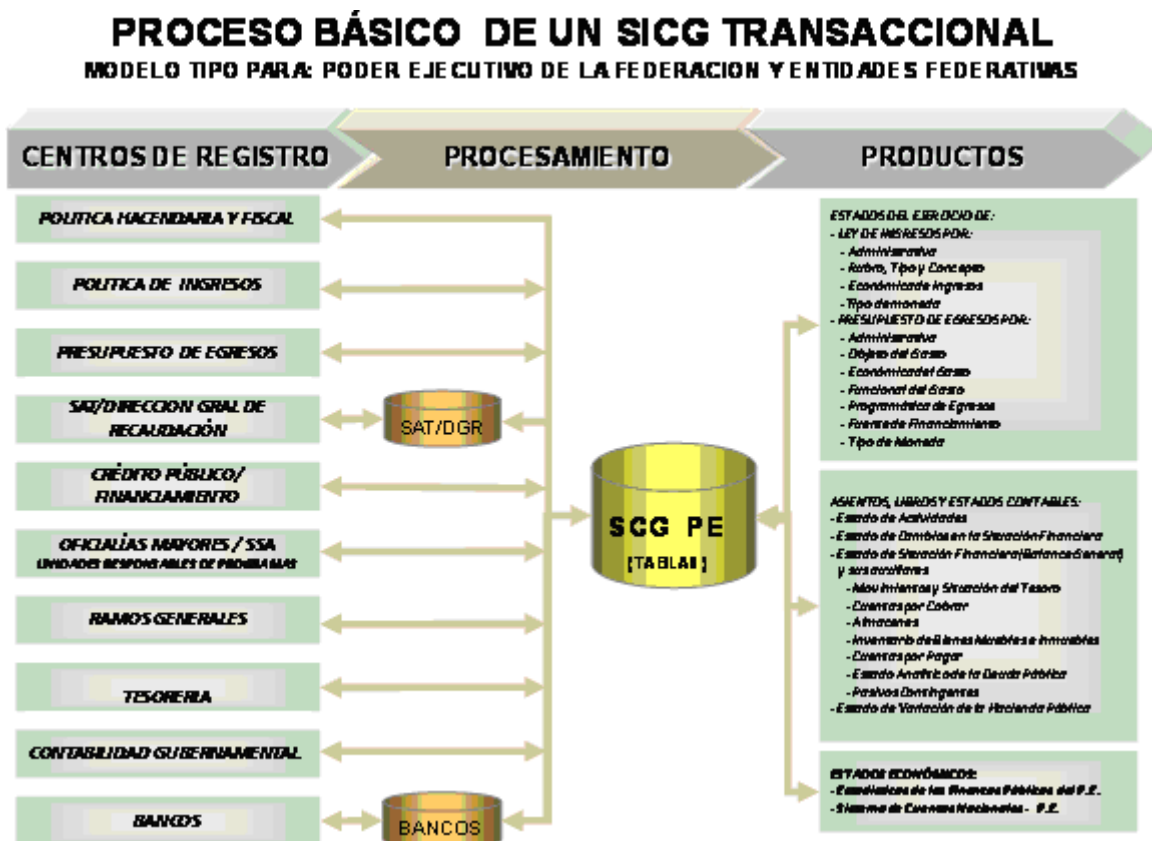 PROCESO BÁSICO DE UN SICG TRANSACCIONAL
MODELO TIPO PARA: PODER EJECUTIVO DE LA FEDERACION Y ENTIDADES FEDERATIVAS
CENTROS DE REGISTRO
PROCESAMIENTO
PRODUCTOS
POLITICA HACENDARIA Y FISCAL
POLITICA DE INGRESOS
PRESUPUESTO DE EGRESOS
SAT/DIRECCION GRAL DE
RECAUDACIÓN
CRÉDITO PÚBLICO/
FINANCIAMIENTO
OFICIALÍAS MAYORES / SSA
UNIDADES RESPONSABLES DE PROGRAMAS
RAMOS GENERALES
TESORERIA
CONTABILIDAD GUBERNAMENTAL
BANCOS
SAT/DGR
BANCOS
SCG PE
(TABLAS)
ESTADOS DEL EJERCICIO DE:
- LEY DE INGRESOS POR:
- Administrativa
- Rubro, Tipo y Concepto
- Económica de Ingresos
- Tipo de moneda
- PRESUPUESTO DE EGRESOS POR:
- Administrativa
- Objeto del Gasto
- Económica del Gasto
- Funcional del Gasto
- Programática de Egresos
- Fuente de Financiamiento
- Tipo de Moneda
ASIENTOS, LIBROS Y ESTADOS CONTABLES:
- Estado de Actividades
- Estado de Cambios en la Situación Financiera
- Estado de Situación Financiera (Balance General)
y sus auxiliares
- Movimientos y Situación del Tesoro
- Cuentas por Cobrar
- Almacenes
- Inventario de Bienes Muebles e Inmuebles
- Cuentas por Pagar
- Estado Analítico de la Deuda Pública
- Pasivos Contingentes
- Estado de Variación de la Hacienda Pública
ESTADOS ECONÓMICOS:
- Estadísticas de las Finanzas Públicas del P.E.
- Sistema de Cuentas Nacionales - P.E.